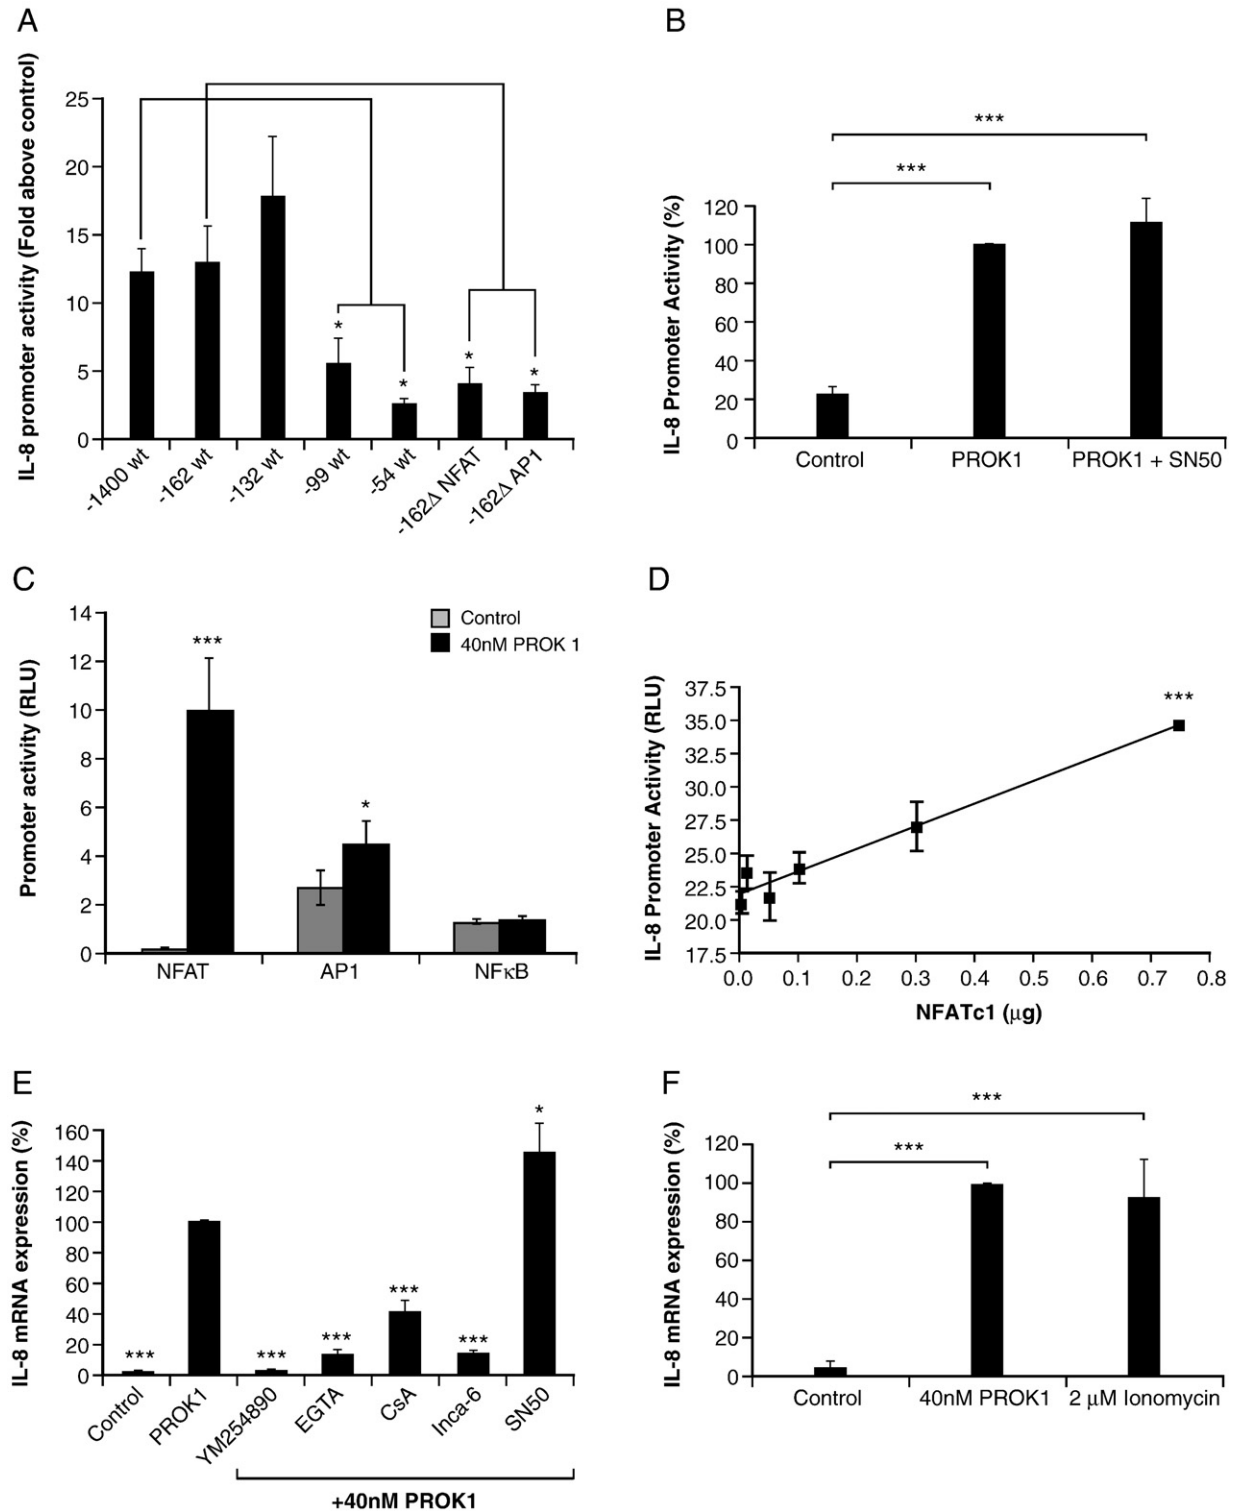 A
IL-8 promoter activity (Fold above control)
25
20
15
10
5
0
*
*
*
*
-1400 wt
-162 wt
-132 wt
-99 wt
-54 wt
-162Δ NFAT
-162Δ AP1
B
IL-8 Promoter Activity (%)
120
100
80
60
40
20
0
***
***
Control
PROK1
PROK1 + SN50
C
Promoter activity (RLU)
14
12
10
8
6
4
2
0
Control
40nM PROK 1
***
*
NFAT
AP1
NFκB
D
IL-8 Promoter Activity (RLU)
37.5
35.0
32.5
30.0
27.5
25.0
22.5
20.0
17.5
***
0.0 0.1 0.2 0.3 0.4 0.5 0.6 0.7 0.8
NFATc1 (μg)
E
IL-8 mRNA expression (%)
160
140
120
100
80
60
40
20
0
***
***
***
***
***
*
Control
PROK1
YM254890
EGTA
CsA
Inca-6
SN50
+40nM PROK1
F
IL-8 mRNA expression (%)
120
100
80
60
40
20
0
***
***
Control
40nM PROK1
2 μM Ionomycin